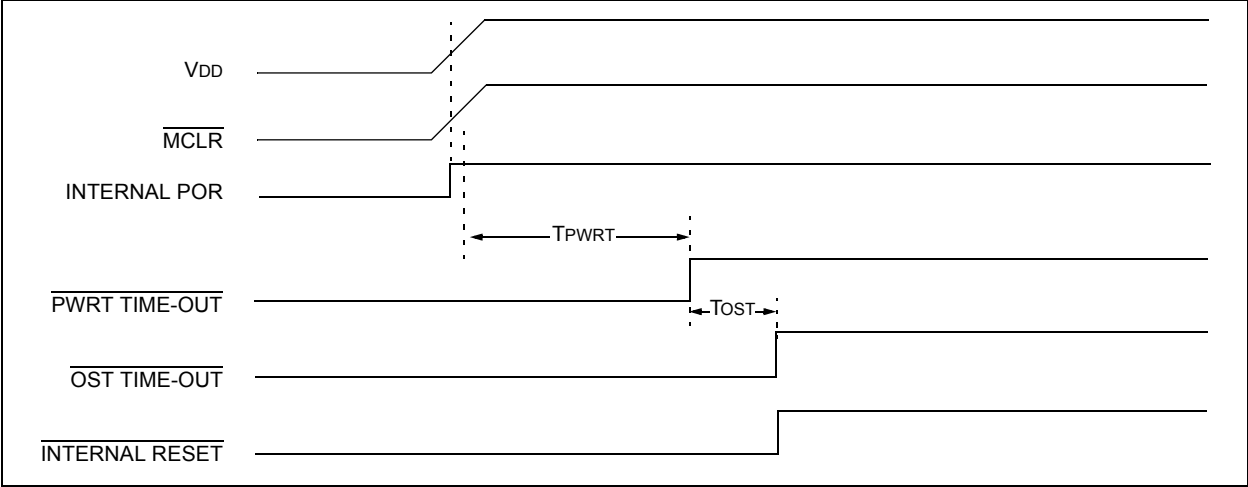 VDD
MCLR
INTERNAL POR
TPWRT
PWRT TIME-OUT
TOST
OST TIME-OUT
INTERNAL RESET